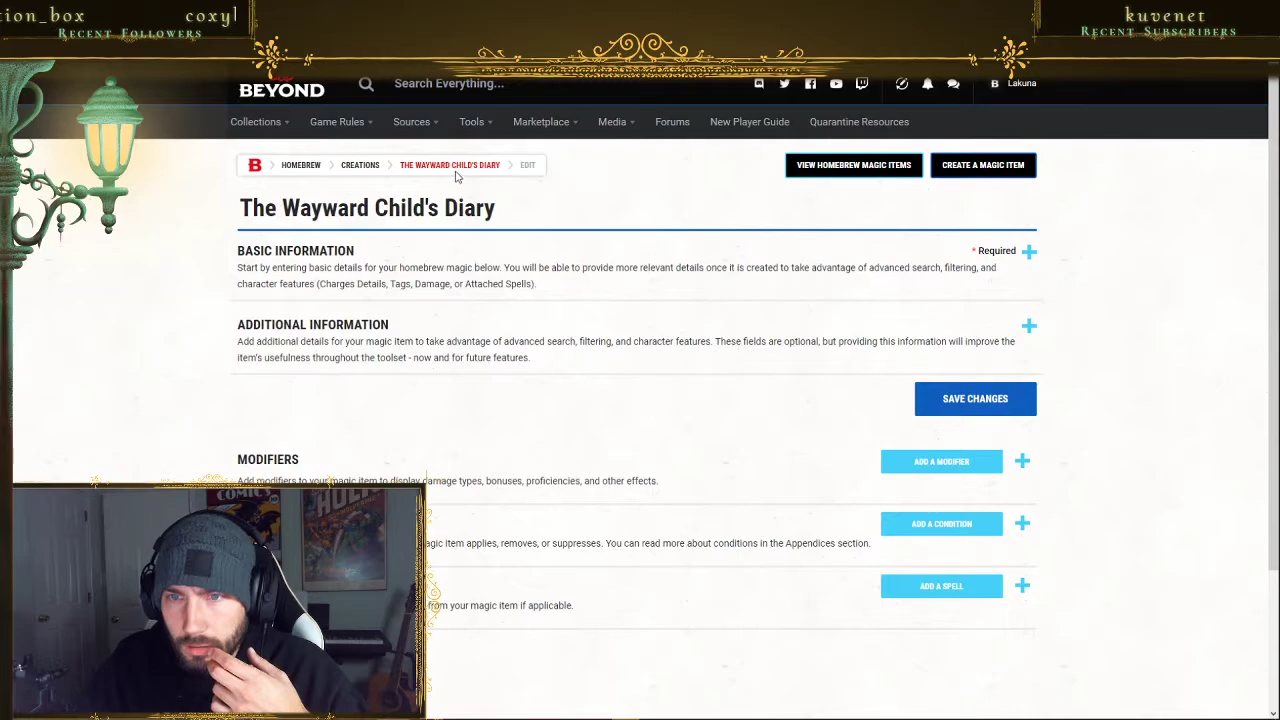 tion_box coxyl
RECENT FOLLOWERS
kuvenet
RECENT SUBSCRIBERS
BEYOND
Search Everything...
Lakuna
Collections
Game Rules
Sources
Tools
Marketplace
Media
Forums
New Player Guide
Quarantine Resources
HOMEBREW
CREATIONS
THE WAYWARD CHILD'S DIARY
EDIT
VIEW HOMEBREW MAGIC ITEMS
CREATE A MAGIC ITEM
The Wayward Child's Diary
BASIC INFORMATION
* Required
Start by entering basic details for your homebrew magic below. You will be able to provide more relevant details once it is created to take advantage of advanced search, filtering, and
character features (Charges Details, Tags, Damage, or Attached Spells).
ADDITIONAL INFORMATION
Add additional details for your magic item to take advantage of advanced search, filtering, and character features. These fields are optional, but providing this information will improve the
item's usefulness throughout the toolset - now and for future features.
SAVE CHANGES
MODIFIERS
ADD A MODIFIER
Add modifiers to your magic item to display damage types, bonuses, proficiencies, and other effects.
ADD A CONDITION
agic item applies, removes, or suppresses. You can read more about conditions in the Appendices section.
ADD A SPELL
from your magic item if applicable.
COMICS
HULK